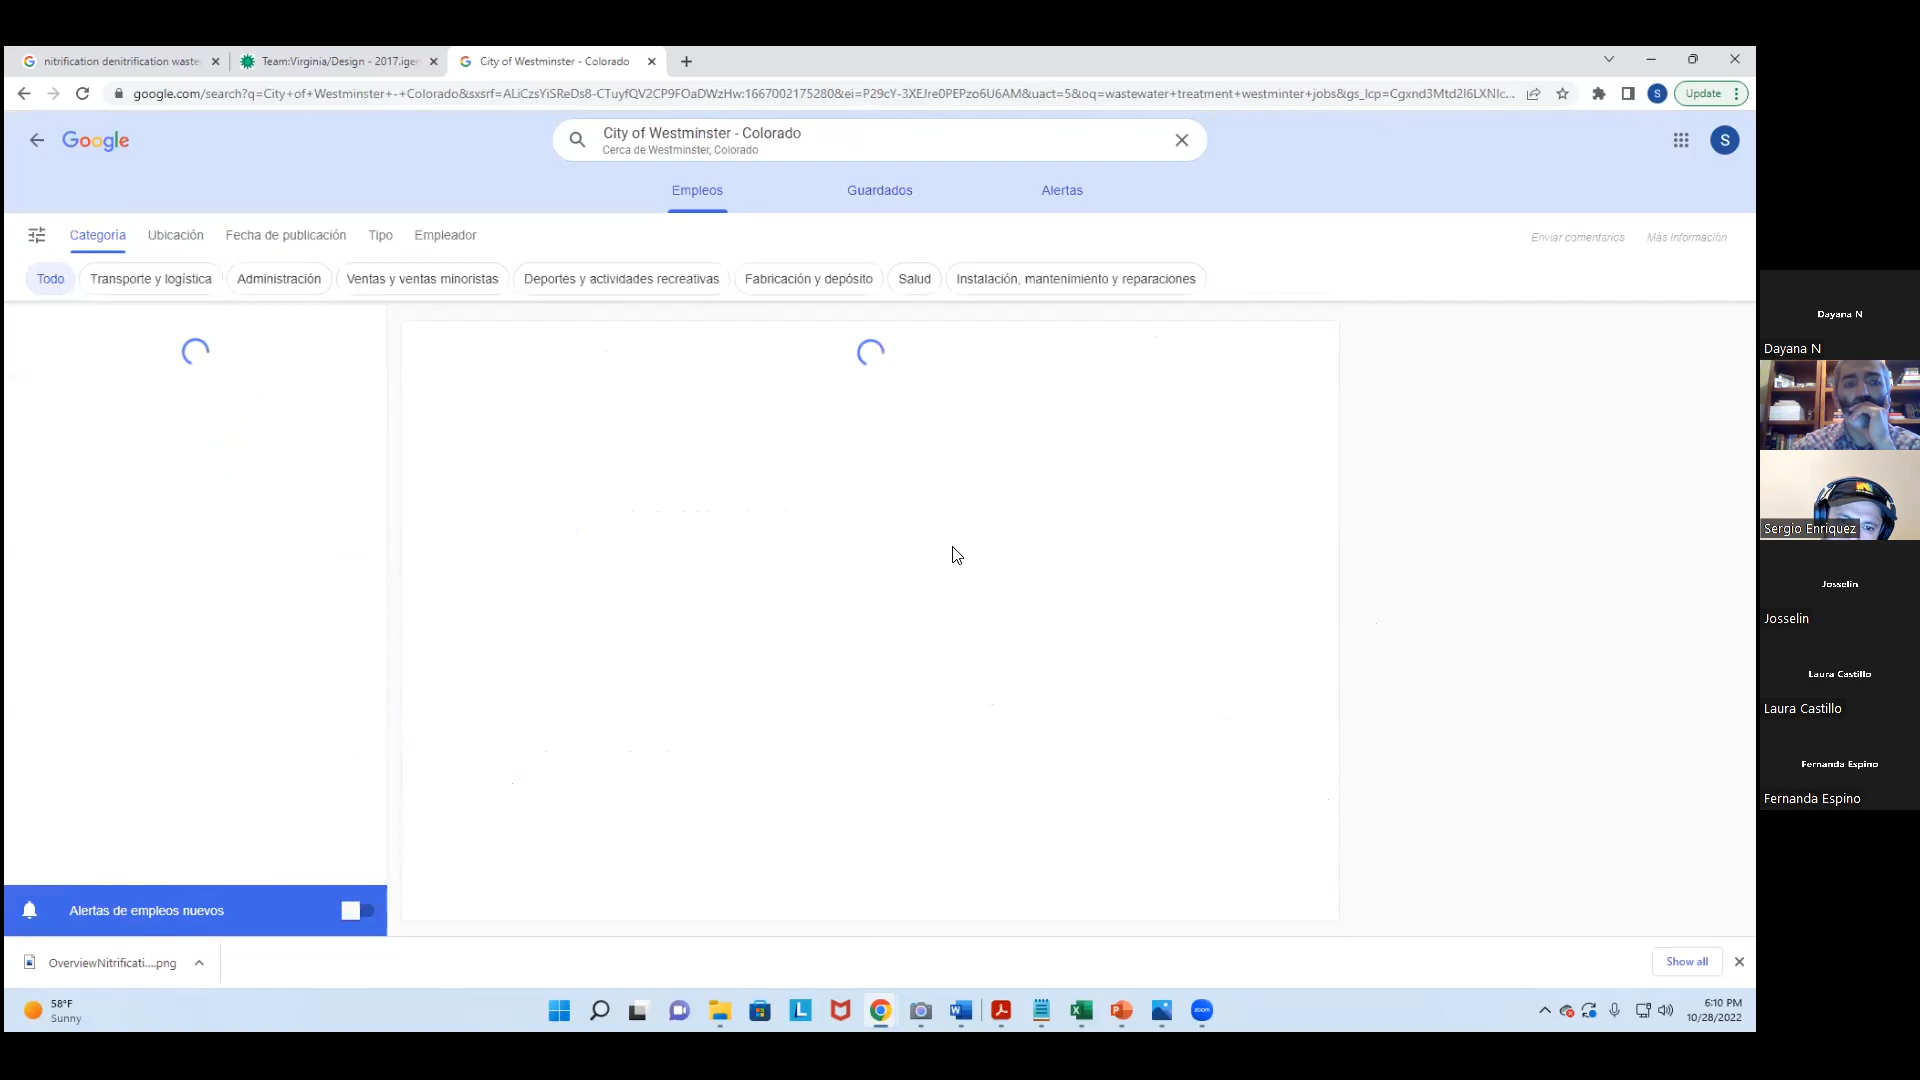 nitrification denitrification waste
Team:Virginia/Design - 2017.iger
City of Westminster - Colorado
google.com/search?q=City+of+Westminster+-+Colorado&sxsrf=ALiCzsYiSReDs8-CTuyfQV2CP9FOaDWzHw:1667002175280&ei=P29cY-3XEJre0PEPzo6U6AM&uact=5&oq=wastewater+treatment+westminter+jobs&gs_lcp=Cgxnd3Mtd2l6LXNlc...
S
Update
Google
City of Westminster - Colorado
Cerca de Westminster, Colorado
S
Empleos
Guardados
Alertas
Categoría
Ubicación
Fecha de publicación
Tipo
Empleador
Enviar comentarios
Más información
Todo
Transporte y logística
Administración
Ventas y ventas minoristas
Deportes y actividades recreativas
Fabricación y depósito
Salud
Instalación, mantenimiento y reparaciones
Alertas de empleos nuevos
OverviewNitrificati....png
Show all
58°F
Sunny
6:10 PM
10/28/2022
Dayana N
Dayana N
Sergio Enriquez
Josselin
Josselin
Laura Castillo
Laura Castillo
Fernanda Espino
Fernanda Espino